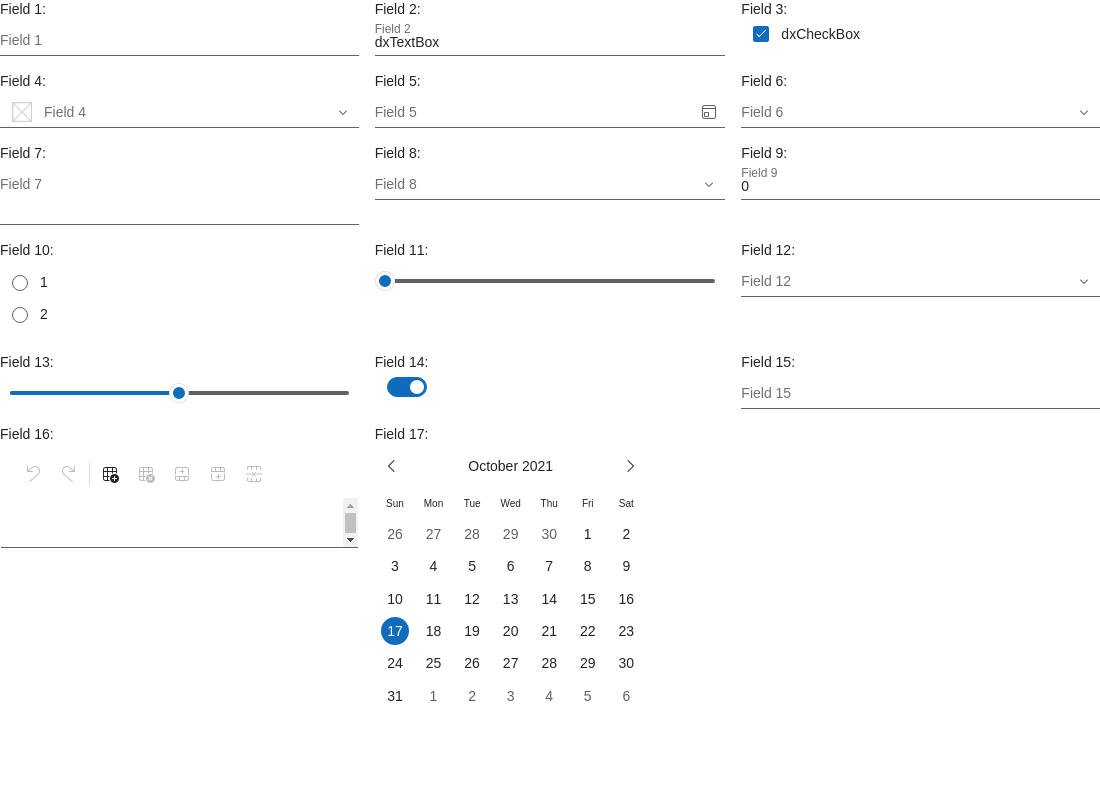 Field 1:
Field 1
Field 2:
Field 2
dxTextBox
Field 3:
dxCheckBox
Field 4:
Field 4
Field 5:
Field 5
Field 6:
Field 6
Field 7:
Field 7
Field 8:
Field 8
Field 9:
Field 9
0
Field 10:
1
2
Field 11:
Field 12:
Field 12
Field 13:
Field 14:
Field 15:
Field 15
Field 16:
Field 17:
October 2021
Sun Mon Tue Wed Thu Fri Sat
26 27 28 29 30 1 2
3 4 5 6 7 8 9
10 11 12 13 14 15 16
17 18 19 20 21 22 23
24 25 26 27 28 29 30
31 1 2 3 4 5 6